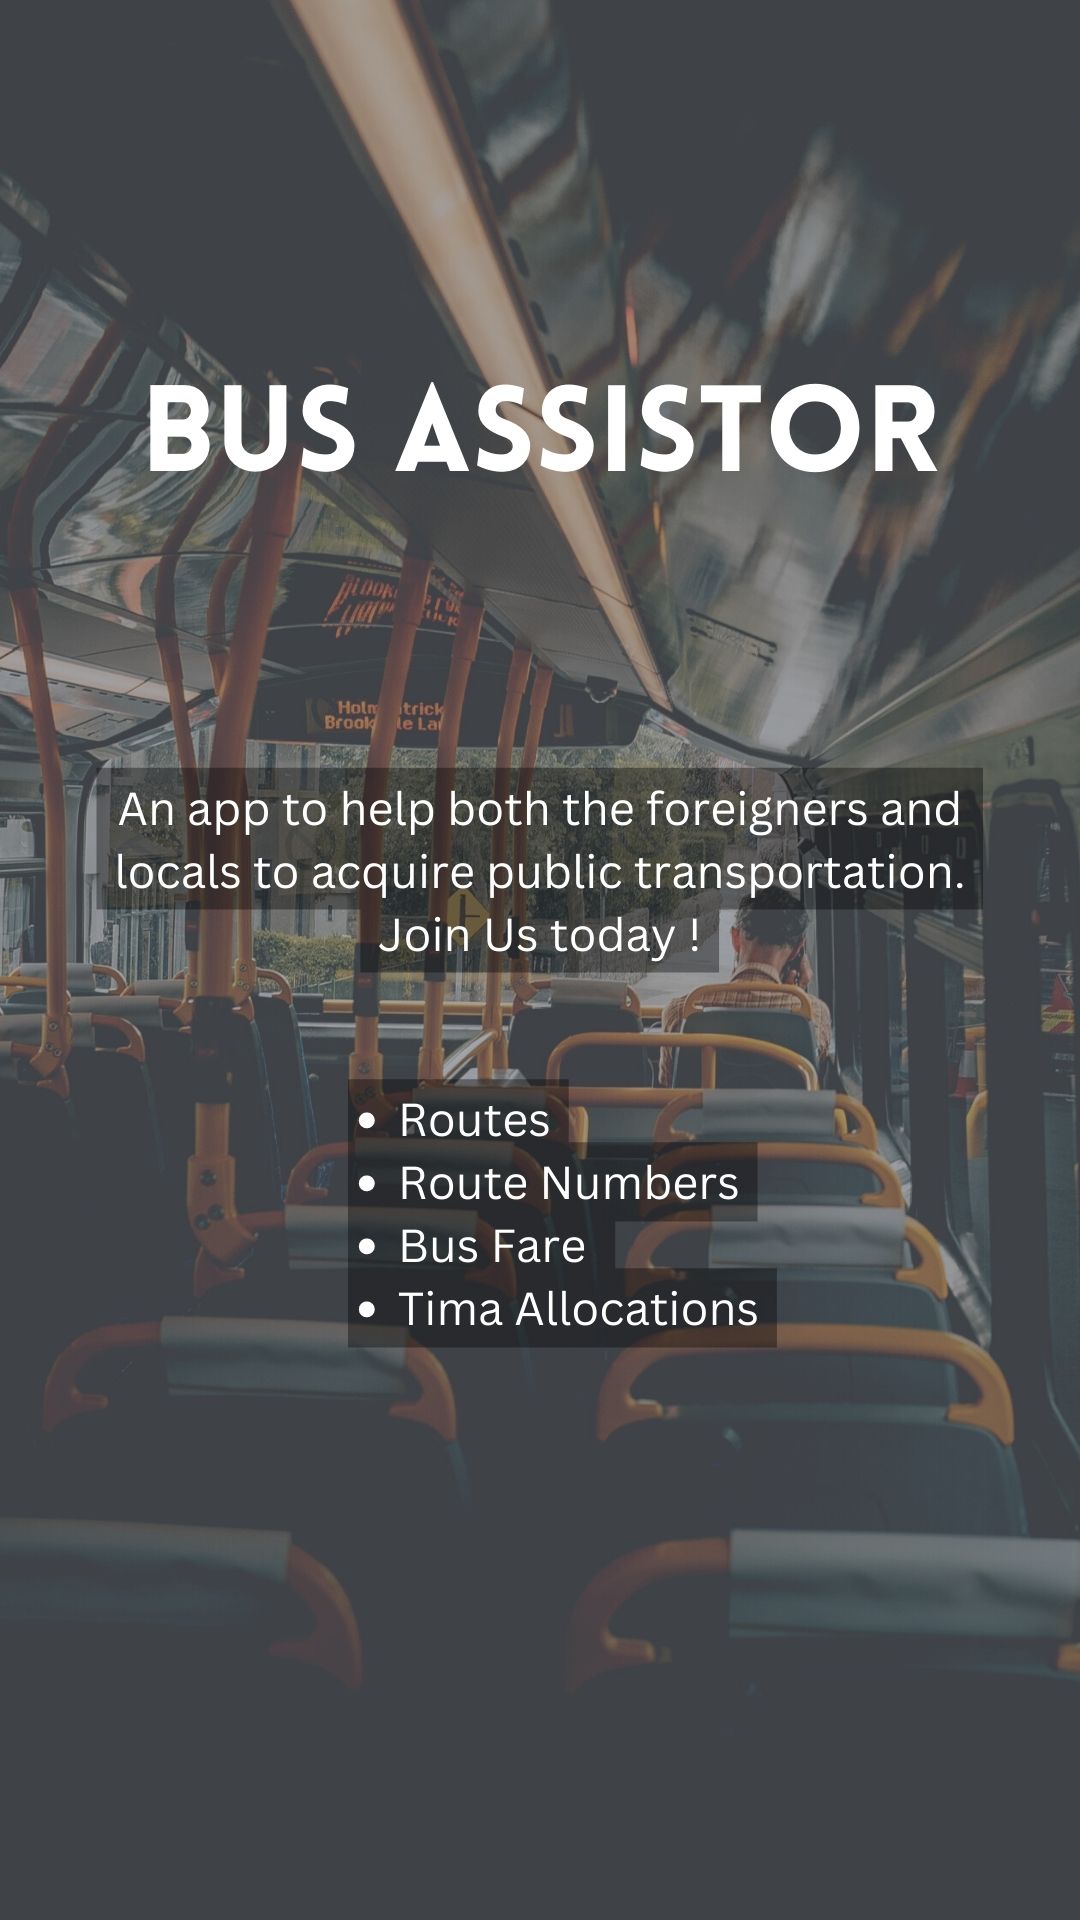 BUS ASSISTOR
An app to help both the foreigners and
locals to acquire public transportation.
Join Us today !
• Routes
• Route Numbers
• Bus Fare
• Tima Allocations